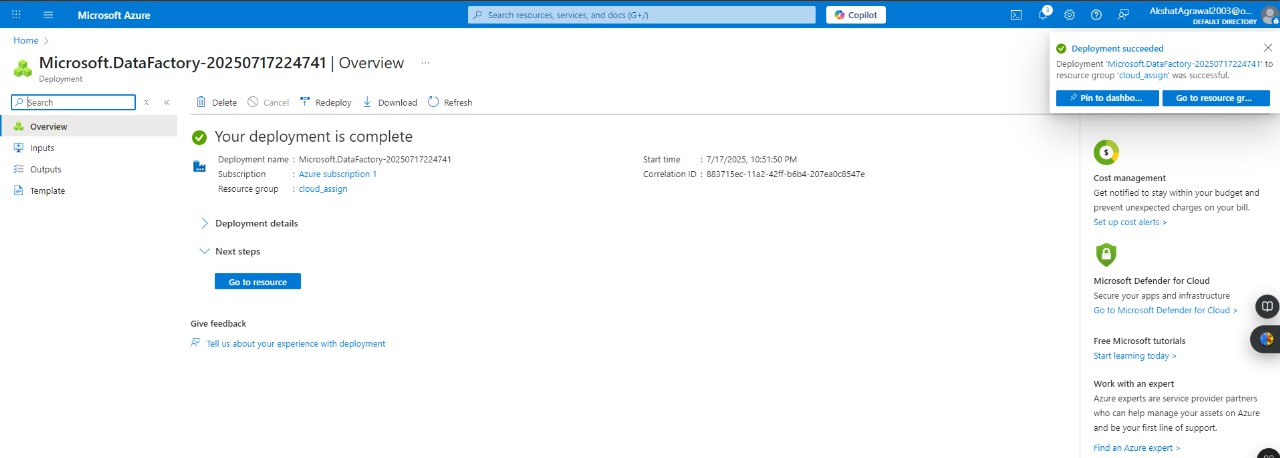 Microsoft Azure
Search resources, services, and docs (G+/)
Copilot
3
AkshatAgrawal2003@o...
DEFAULT DIRECTORY
Home >
Microsoft.DataFactory-20250717224741 | Overview ...
Deployment
Deployment succeeded
Deployment 'Microsoft.DataFactory-20250717224741' to
resource group 'cloud_assign' was successful.
Pin to dashbo...
Go to resource gr...
Search
Delete
Cancel
Redeploy
Download
Refresh
Overview
Inputs
Outputs
Template
Your deployment is complete
Deployment name : Microsoft.DataFactory-20250717224741
Subscription : Azure subscription 1
Resource group : cloud_assign
Start time : 7/17/2025, 10:51:50 PM
Correlation ID : 883715ec-11a2-42ff-b6b4-207ea0c8547e
Deployment details
Next steps
Go to resource
Give feedback
Tell us about your experience with deployment
Cost management
Get notified to stay within your budget and
prevent unexpected charges on your bill.
Set up cost alerts >
Microsoft Defender for Cloud
Secure your apps and infrastructure
Go to Microsoft Defender for Cloud >
Free Microsoft tutorials
Start learning today >
Work with an expert
Azure experts are service provider partners
who can help manage your assets on Azure
and be your first line of support.
Find an Azure expert >